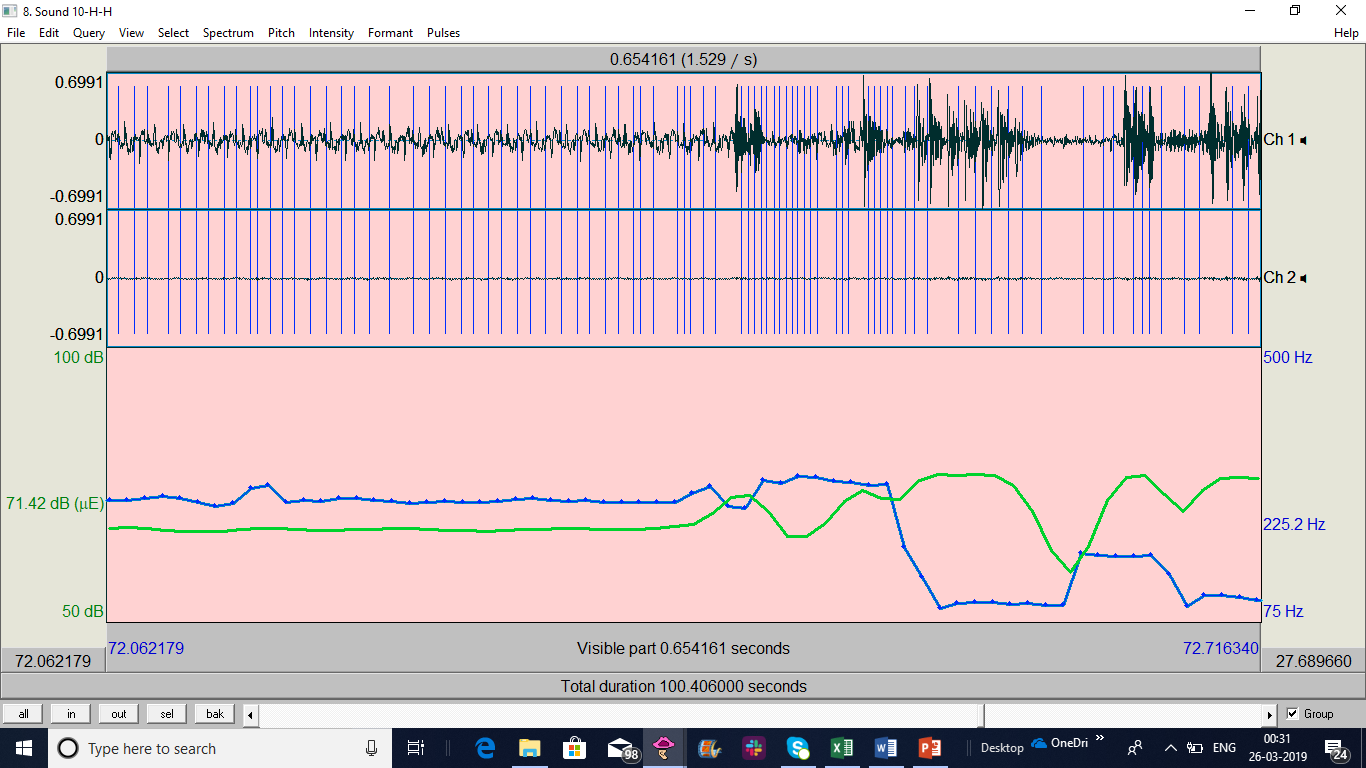 8. Sound 10-H-H
File Edit Query View Select Spectrum Pitch Intensity Formant Pulses Help
0.654161 (1.529 / s)
0.6991
0 Ch 1
-0.6991
0.6991
0 Ch 2
-0.6991
100 dB 500 Hz
71.42 dB (µE) 225.2 Hz
50 dB 75 Hz
72.062179 Visible part 0.654161 seconds 72.716340
72.062179 27.689660
Total duration 100.406000 seconds
all in out sel bak Group
Type here to search 98 Desktop OneDri » ENG 00:31 24
26-03-2019